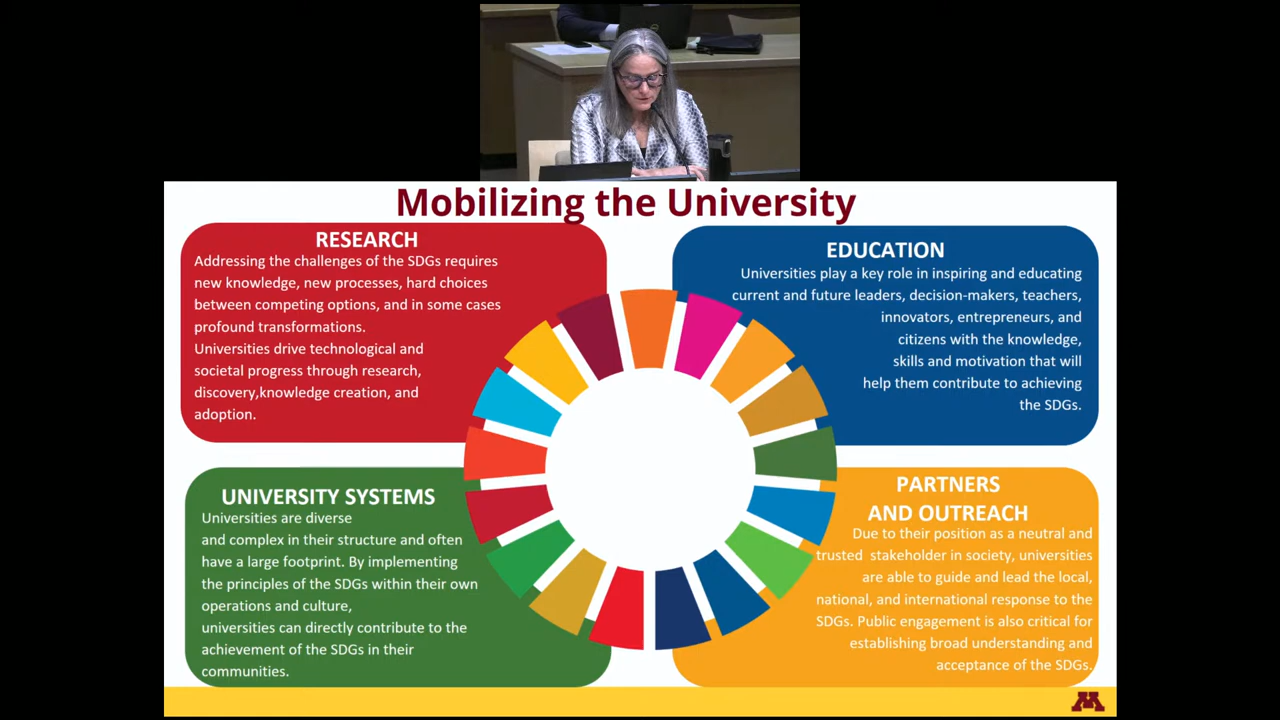 Mobilizing the University
RESEARCH
Addressing the challenges of the SDGs requires
new knowledge, new processes, hard choices
between competing options, and in some cases
profound transformations.
Universities drive technological and
societal progress through research,
discovery,knowledge creation, and
adoption.
EDUCATION
Universities play a key role in inspiring and educating
current and future leaders, decision-makers, teachers,
innovators, entrepreneurs, and
citizens with the knowledge,
skills and motivation that will
help them contribute to achieving
the SDGs.
UNIVERSITY SYSTEMS
Universities are diverse
and complex in their structure and often
have a large footprint. By implementing
the principles of the SDGs within their own
operations and culture,
universities can directly contribute to the
achievement of the SDGs in their
communities.
PARTNERS
AND OUTREACH
Due to their position as a neutral and
trusted stakeholder in society, universities
are able to guide and lead the local,
national, and international response to the
SDGs. Public engagement is also critical for
establishing broad understanding and
acceptance of the SDGs.
M